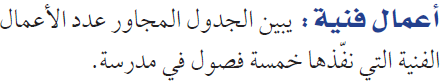 أعمال فنية : يبين الجدول المجاور عدد الأعمال
الفنية التي نفّذها خمسة فصول في مدرسة.